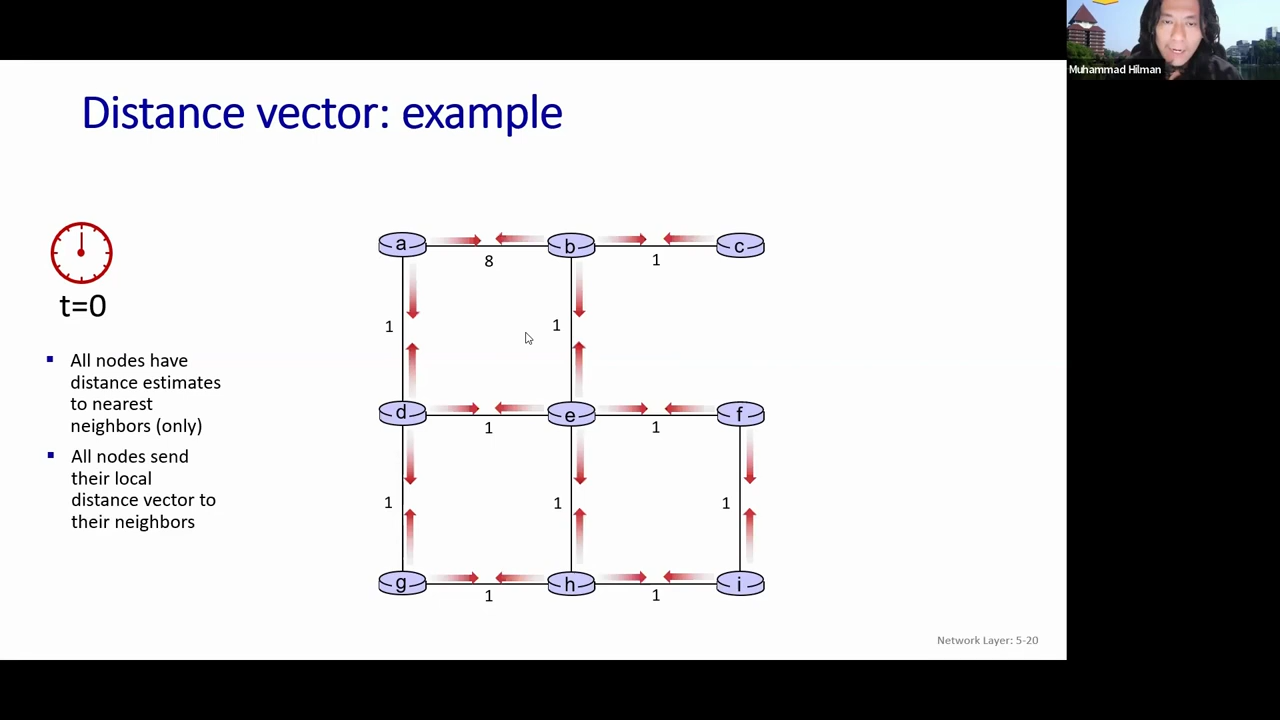 Muhammad Hilman
Distance vector: example
t=0
All nodes have
distance estimates
to nearest
neighbors (only)
All nodes send
their local
distance vector to
their neighbors
a
b
c
8
1
1
1
d
e
f
1
1
1
1
1
g
h
i
1
1
Network Layer: 5-20